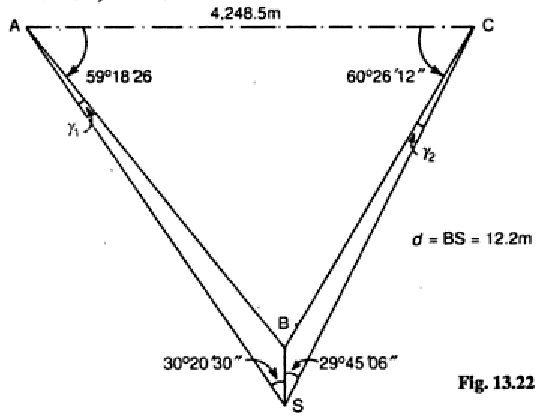 4,248.5m
A
C
59°18'26
60°26'12"
γ1
γ2
d = BS = 12.2m
B
30°20'30"
29°45'06"
S
Fig. 13.22